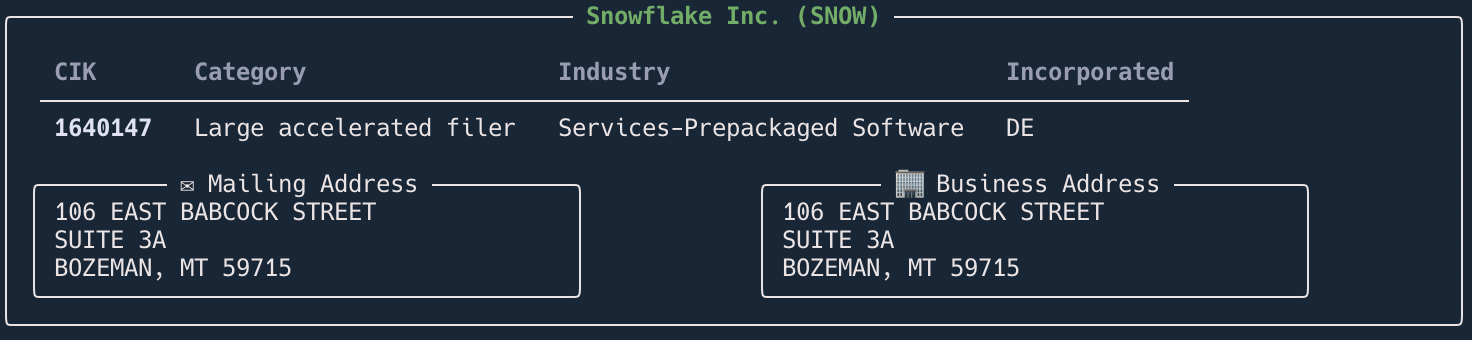 Snowflake Inc. (SNOW)
CIK Category Industry Incorporated
1640147 Large accelerated filer Services-Prepackaged Software DE
✉ Mailing Address
106 EAST BABCOCK STREET
SUITE 3A
BOZEMAN, MT 59715
🏢 Business Address
106 EAST BABCOCK STREET
SUITE 3A
BOZEMAN, MT 59715